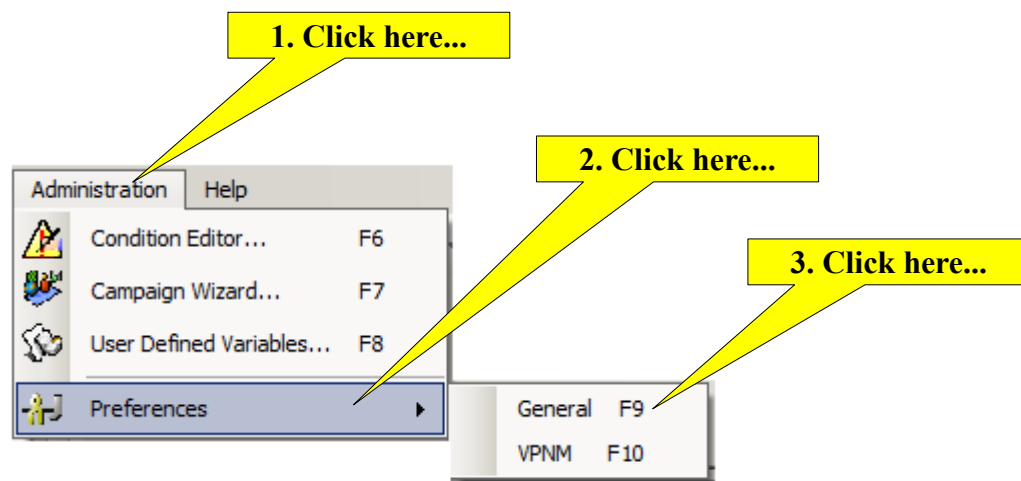 1. Click here...
2. Click here...
3. Click here...
Administration Help
Condition Editor... F6
Campaign Wizard... F7
User Defined Variables... F8
Preferences
General F9
VPNM F10